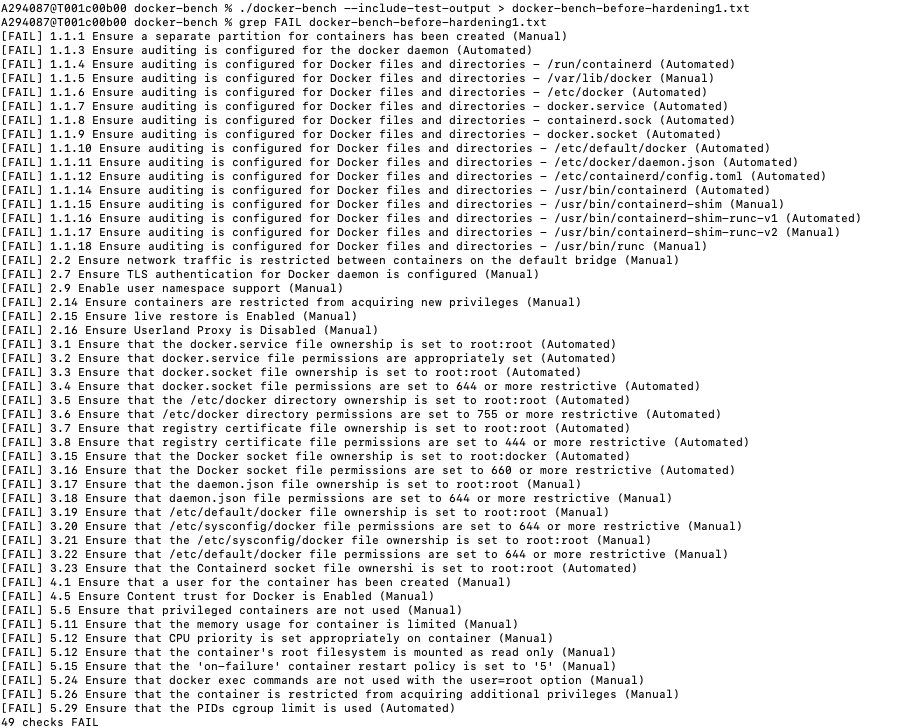 A294087@T001c00b00 docker-bench % ./docker-bench --include-test-output > docker-bench-before-hardening1.txt
A294087@T001c00b00 docker-bench % grep FAIL docker-bench-before-hardening1.txt
[FAIL] 1.1.1 Ensure a separate partition for containers has been created (Manual)
[FAIL] 1.1.3 Ensure auditing is configured for the docker daemon (Automated)
[FAIL] 1.1.4 Ensure auditing is configured for Docker files and directories - /run/containerd (Automated)
[FAIL] 1.1.5 Ensure auditing is configured for Docker files and directories - /var/lib/docker (Manual)
[FAIL] 1.1.6 Ensure auditing is configured for Docker files and directories - /etc/docker (Automated)
[FAIL] 1.1.7 Ensure auditing is configured for Docker files and directories - docker.service (Automated)
[FAIL] 1.1.8 Ensure auditing is configured for Docker files and directories - containerd.sock (Automated)
[FAIL] 1.1.9 Ensure auditing is configured for Docker files and directories - docker.socket (Automated)
[FAIL] 1.1.10 Ensure auditing is configured for Docker files and directories - /etc/default/docker (Automated)
[FAIL] 1.1.11 Ensure auditing is configured for Docker files and directories - /etc/docker/daemon.json (Automated)
[FAIL] 1.1.12 Ensure auditing is configured for Docker files and directories - /etc/containerd/config.toml (Automated)
[FAIL] 1.1.14 Ensure auditing is configured for Docker files and directories - /usr/bin/containerd (Automated)
[FAIL] 1.1.15 Ensure auditing is configured for Docker files and directories - /usr/bin/containerd-shim (Manual)
[FAIL] 1.1.16 Ensure auditing is configured for Docker files and directories - /usr/bin/containerd-shim-runc-v1 (Automated)
[FAIL] 1.1.17 Ensure auditing is configured for Docker files and directories - /usr/bin/containerd-shim-runc-v2 (Manual)
[FAIL] 1.1.18 Ensure auditing is configured for Docker files and directories - /usr/bin/runc (Manual)
[FAIL] 2.2 Ensure network traffic is restricted between containers on the default bridge (Manual)
[FAIL] 2.7 Ensure TLS authentication for Docker daemon is configured (Manual)
[FAIL] 2.9 Enable user namespace support (Manual)
[FAIL] 2.14 Ensure containers are restricted from acquiring new privileges (Manual)
[FAIL] 2.15 Ensure live restore is Enabled (Manual)
[FAIL] 2.16 Ensure Userland Proxy is Disabled (Manual)
[FAIL] 3.1 Ensure that the docker.service file ownership is set to root:root (Automated)
[FAIL] 3.2 Ensure that docker.service file permissions are appropriately set (Automated)
[FAIL] 3.3 Ensure that docker.socket file ownership is set to root:root (Automated)
[FAIL] 3.4 Ensure that docker.socket file permissions are set to 644 or more restrictive (Automated)
[FAIL] 3.5 Ensure that the /etc/docker directory ownership is set to root:root (Automated)
[FAIL] 3.6 Ensure that /etc/docker directory permissions are set to 755 or more restrictive (Automated)
[FAIL] 3.7 Ensure that registry certificate file ownership is set to root:root (Automated)
[FAIL] 3.8 Ensure that registry certificate file permissions are set to 444 or more restrictive (Automated)
[FAIL] 3.15 Ensure that the Docker socket file ownership is set to root:docker (Automated)
[FAIL] 3.16 Ensure that the Docker socket file permissions are set to 660 or more restrictive (Automated)
[FAIL] 3.17 Ensure that the daemon.json file ownership is set to root:root (Manual)
[FAIL] 3.18 Ensure that daemon.json file permissions are set to 644 or more restrictive (Manual)
[FAIL] 3.19 Ensure that /etc/default/docker file ownership is set to root:root (Manual)
[FAIL] 3.20 Ensure that /etc/sysconfig/docker file permissions are set to 644 or more restrictive (Manual)
[FAIL] 3.21 Ensure that the /etc/sysconfig/docker file ownership is set to root:root (Manual)
[FAIL] 3.22 Ensure that the /etc/default/docker file permissions are set to 644 or more restrictive (Manual)
[FAIL] 3.23 Ensure that the Containerd socket file ownershi is set to root:root (Automated)
[FAIL] 4.1 Ensure that a user for the container has been created (Manual)
[FAIL] 4.5 Ensure Content trust for Docker is Enabled (Manual)
[FAIL] 5.5 Ensure that privileged containers are not used (Manual)
[FAIL] 5.11 Ensure that the memory usage for container is limited (Manual)
[FAIL] 5.12 Ensure that CPU priority is set appropriately on container (Manual)
[FAIL] 5.12 Ensure that the container's root filesystem is mounted as read only (Manual)
[FAIL] 5.15 Ensure that the 'on-failure' container restart policy is set to '5' (Manual)
[FAIL] 5.24 Ensure that docker exec commands are not used with the user=root option (Manual)
[FAIL] 5.26 Ensure that the container is restricted from acquiring additional privileges (Manual)
[FAIL] 5.29 Ensure that the PIDs cgroup limit is used (Automated)
49 checks FAIL